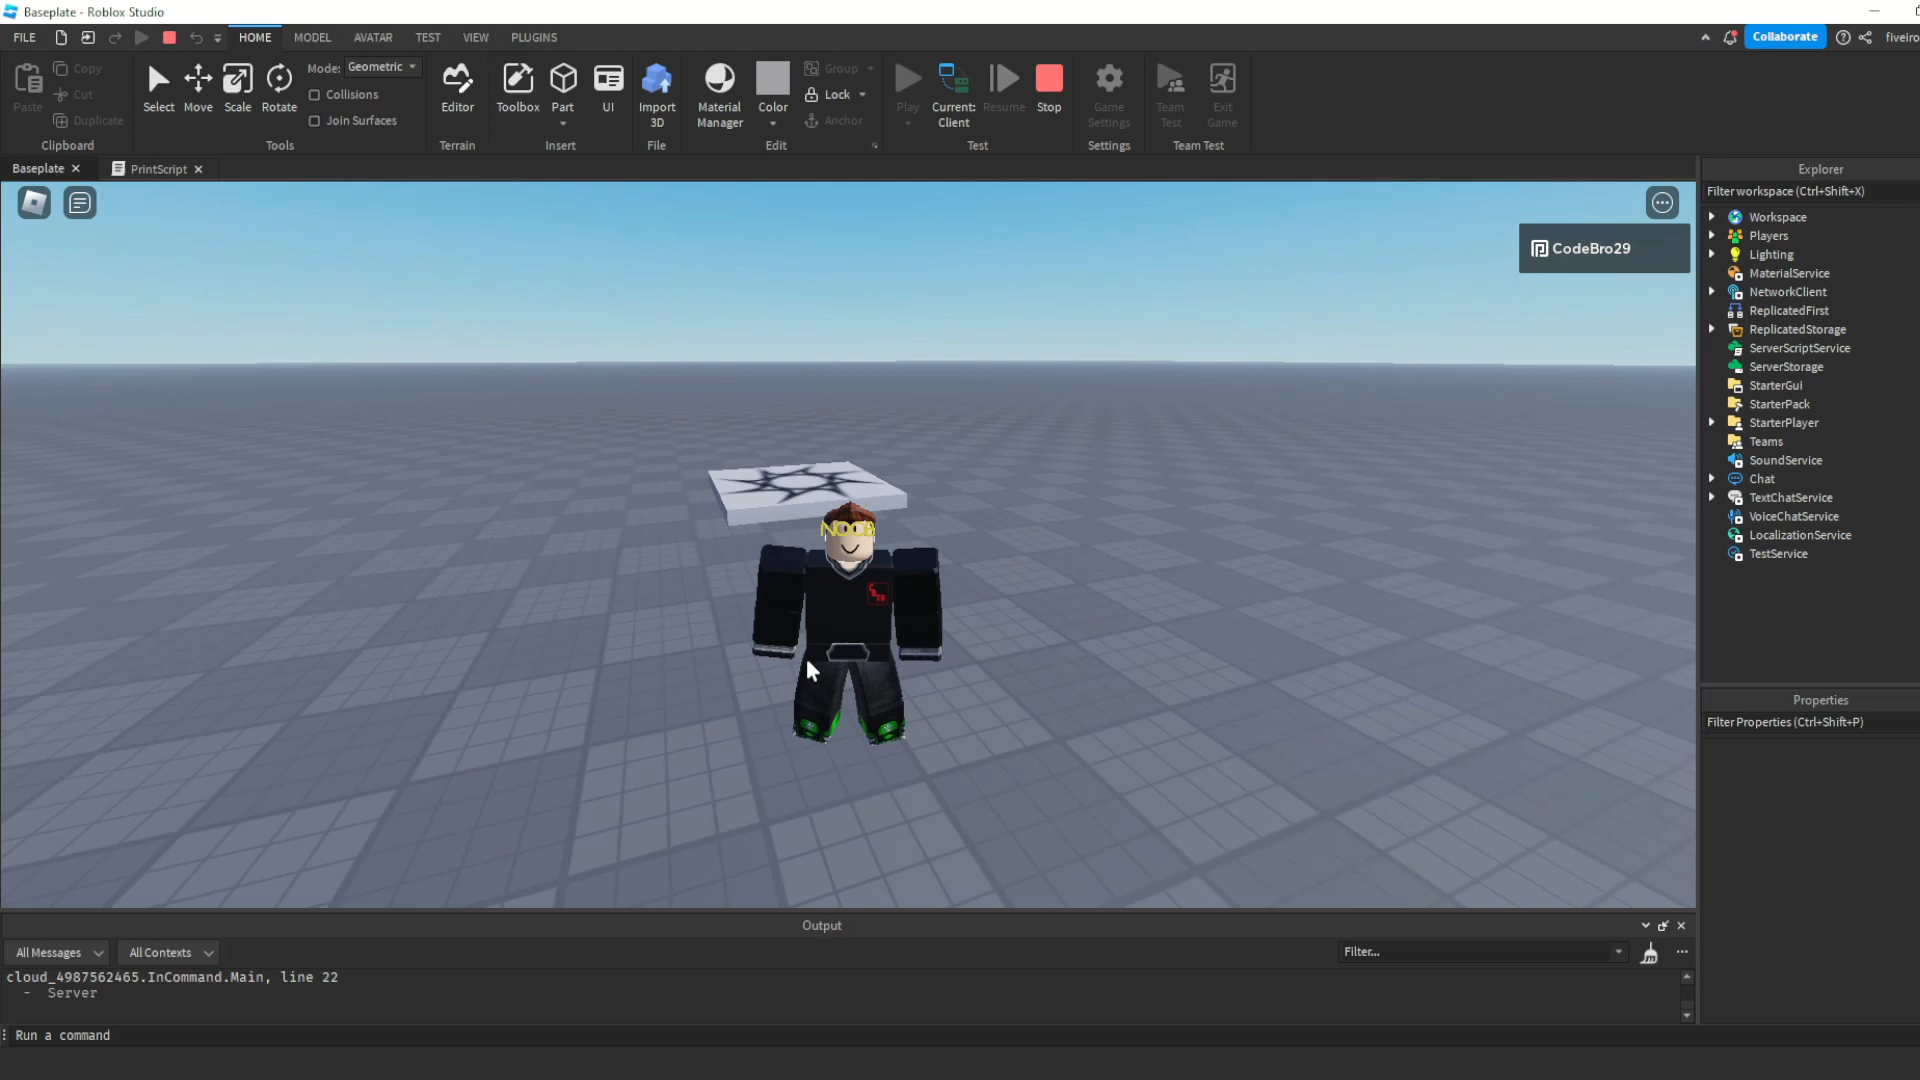 Baseplate - Roblox Studio
FILE HOME MODEL AVATAR TEST VIEW PLUGINS Collaborate fiveiro
Paste Copy Cut Duplicate Clipboard
Select Move Scale Rotate Mode: Geometric Collisions Join Surfaces Tools
Editor Terrain
Toolbox Part UI Insert
Import 3D File
Material Manager Color Group Lock Anchor Edit
Play Current: Client Resume Stop Test
Game Settings Settings
Team Test Exit Game Team Test
Baseplate PrintScript
CodeBro29
NOOB
Explorer
Filter workspace (Ctrl+Shift+X)
Workspace
Players
Lighting
MaterialService
NetworkClient
ReplicatedFirst
ReplicatedStorage
ServerScriptService
ServerStorage
StarterGui
StarterPack
StarterPlayer
Teams
SoundService
Chat
TextChatService
VoiceChatService
LocalizationService
TestService
Properties
Filter Properties (Ctrl+Shift+P)
Output
All Messages All Contexts Filter...
cloud_4987562465.InCommand.Main, line 22
- Server
Run a command